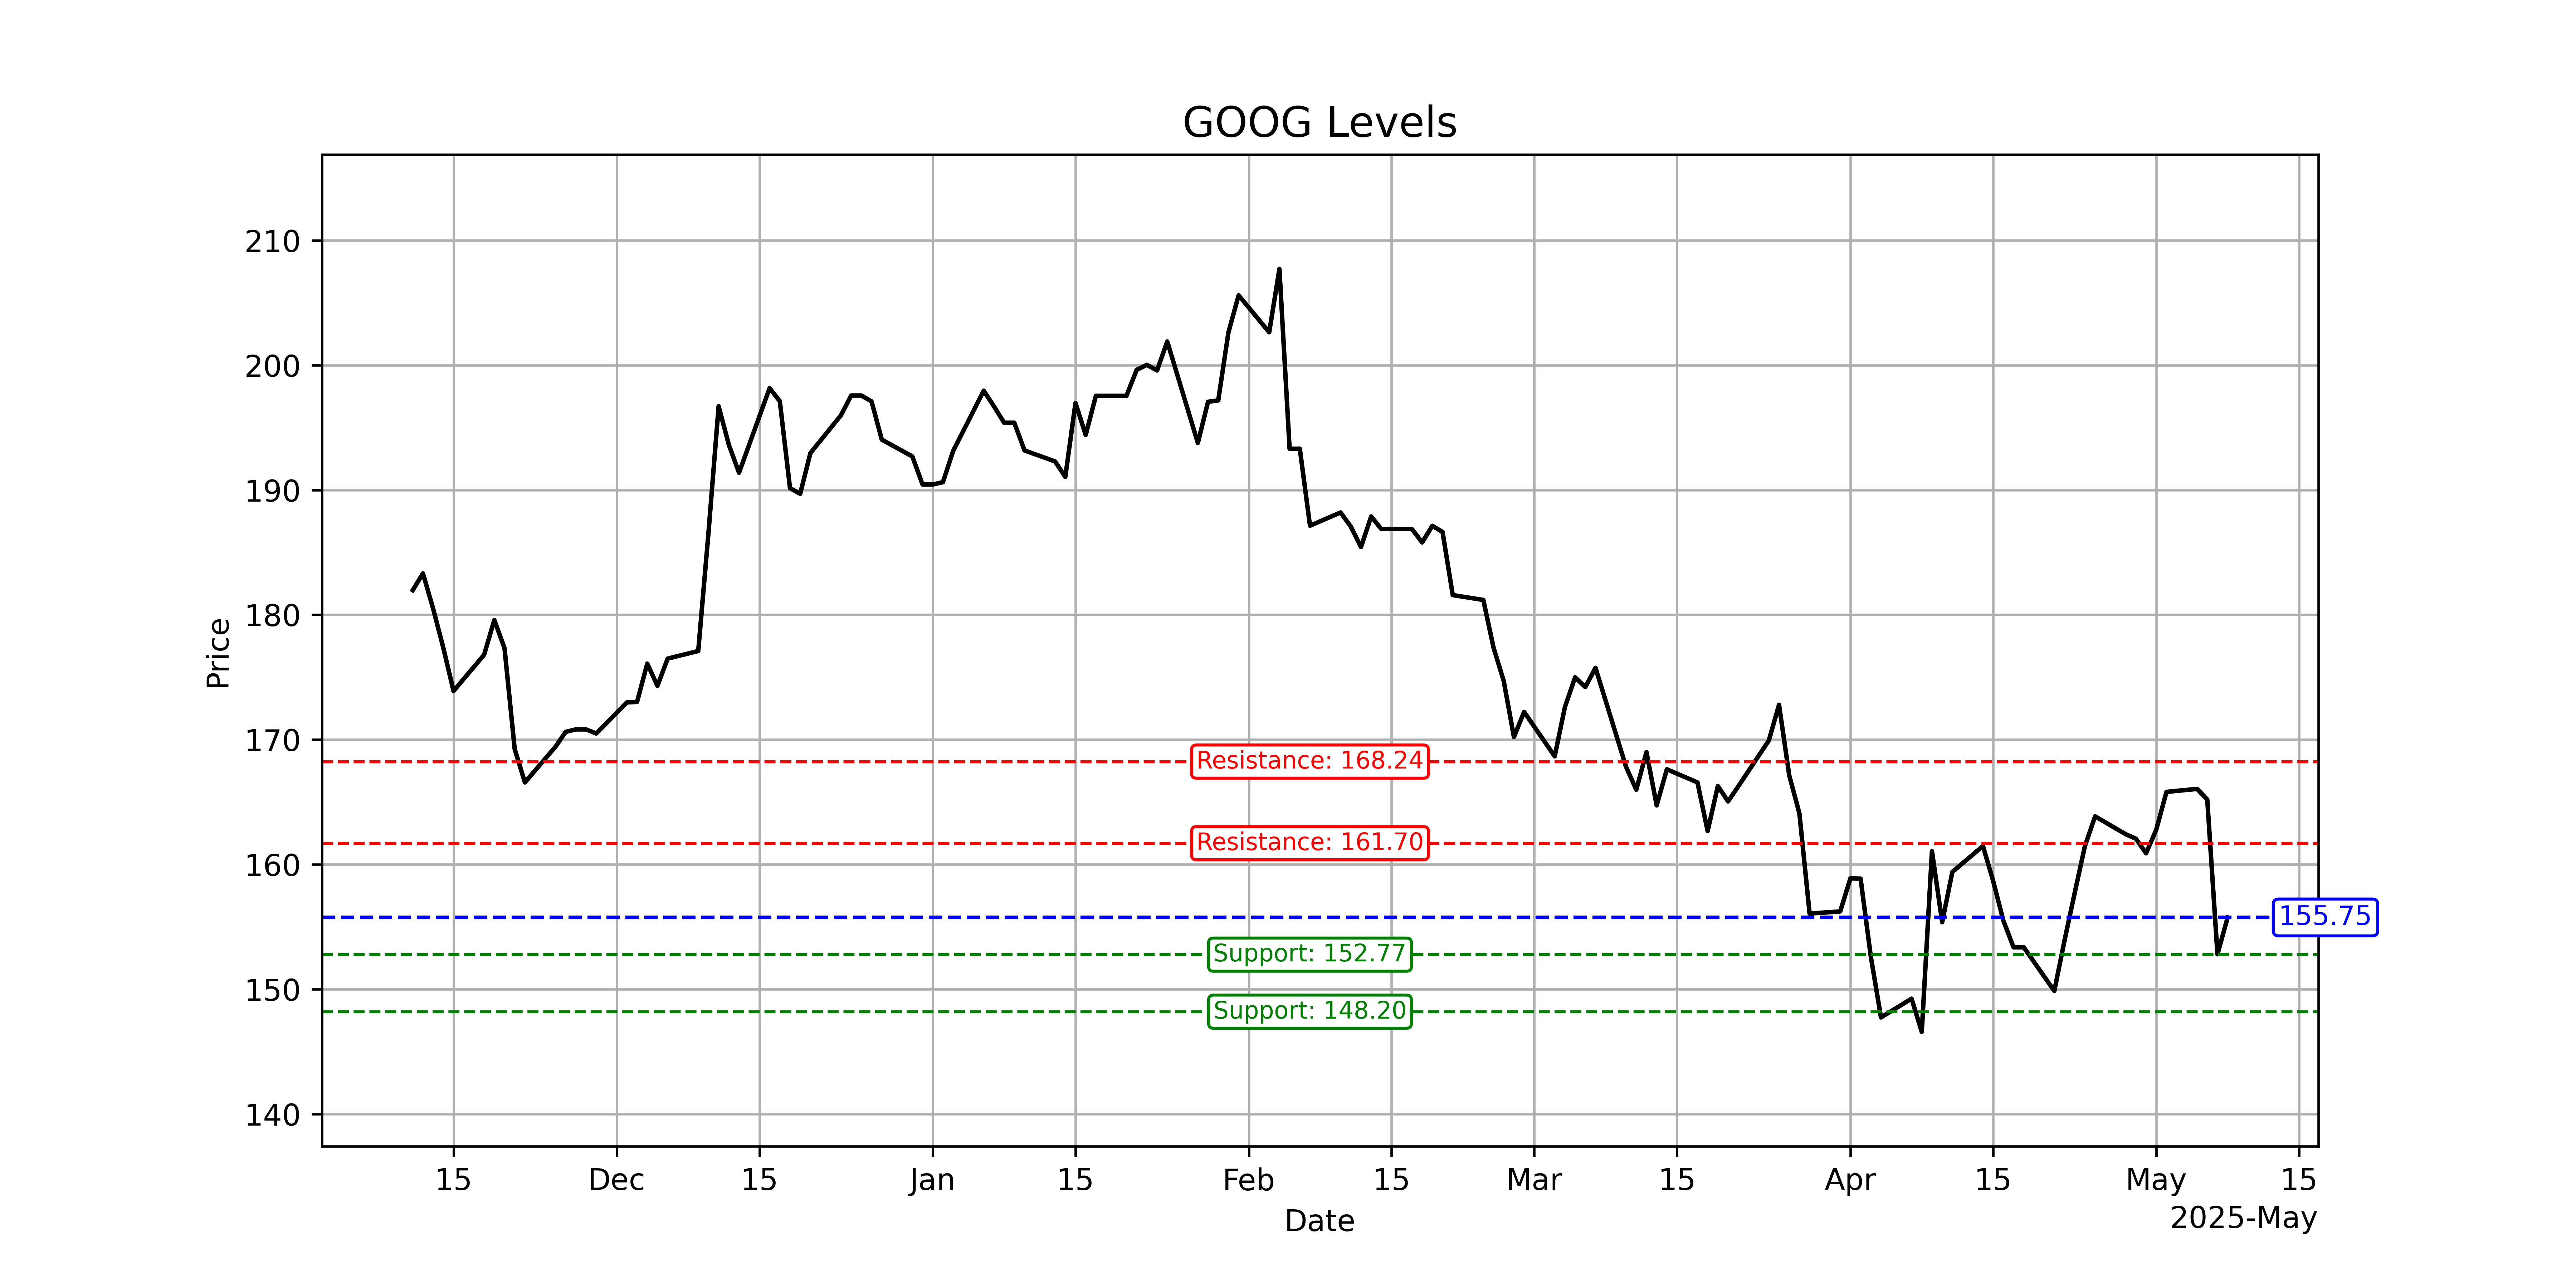 GOOG Levels
210
200
190
180
170
160
150
140
Price
Resistance: 168.24
Resistance: 161.70
155.75
Support: 152.77
Support: 148.20
15
Dec
15
Jan
15
Feb
15
Mar
15
Apr
15
May
15
Date
2025-May